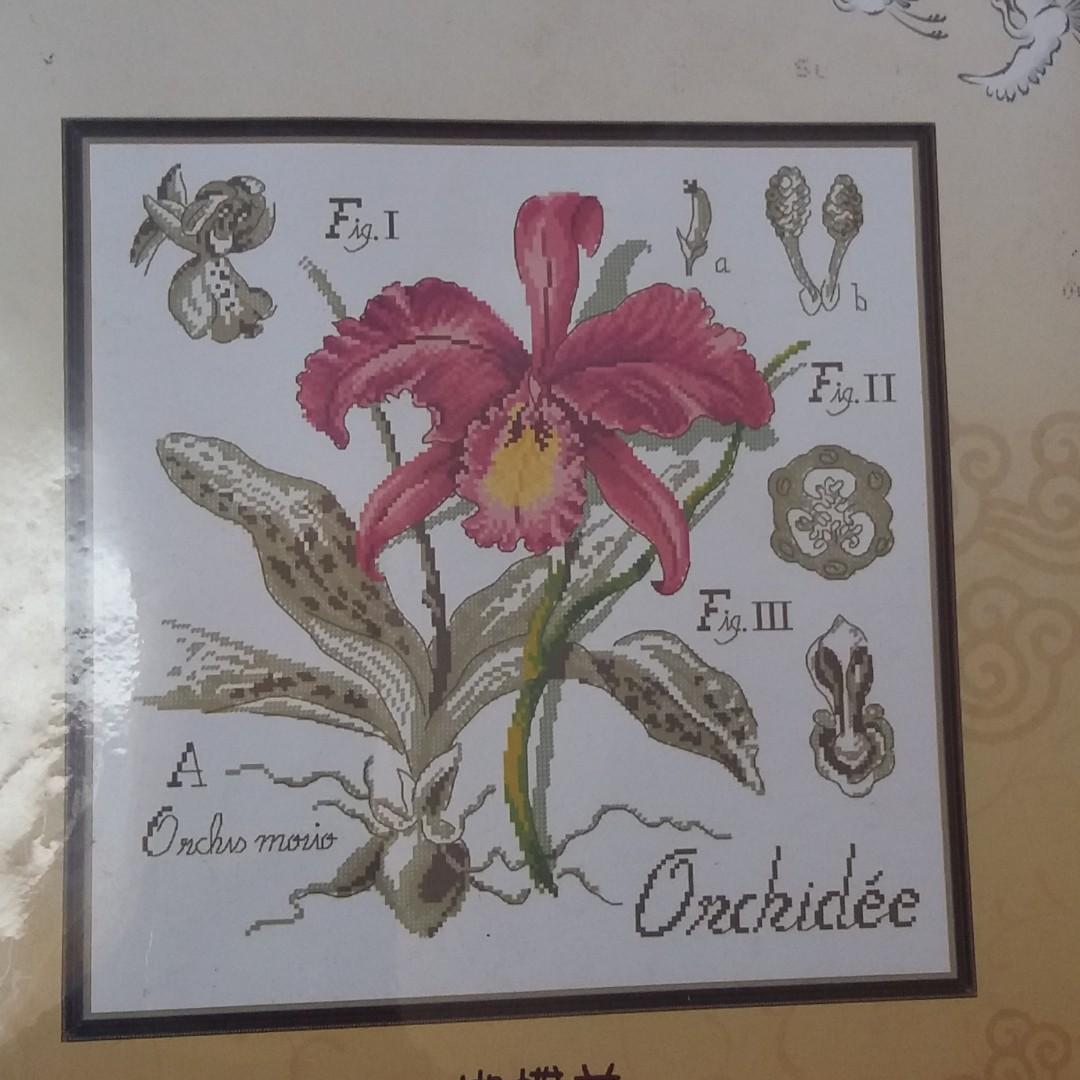 Fig. I
a
b
Fig. II
Fig. III
A
Orchis morio
Orchidée